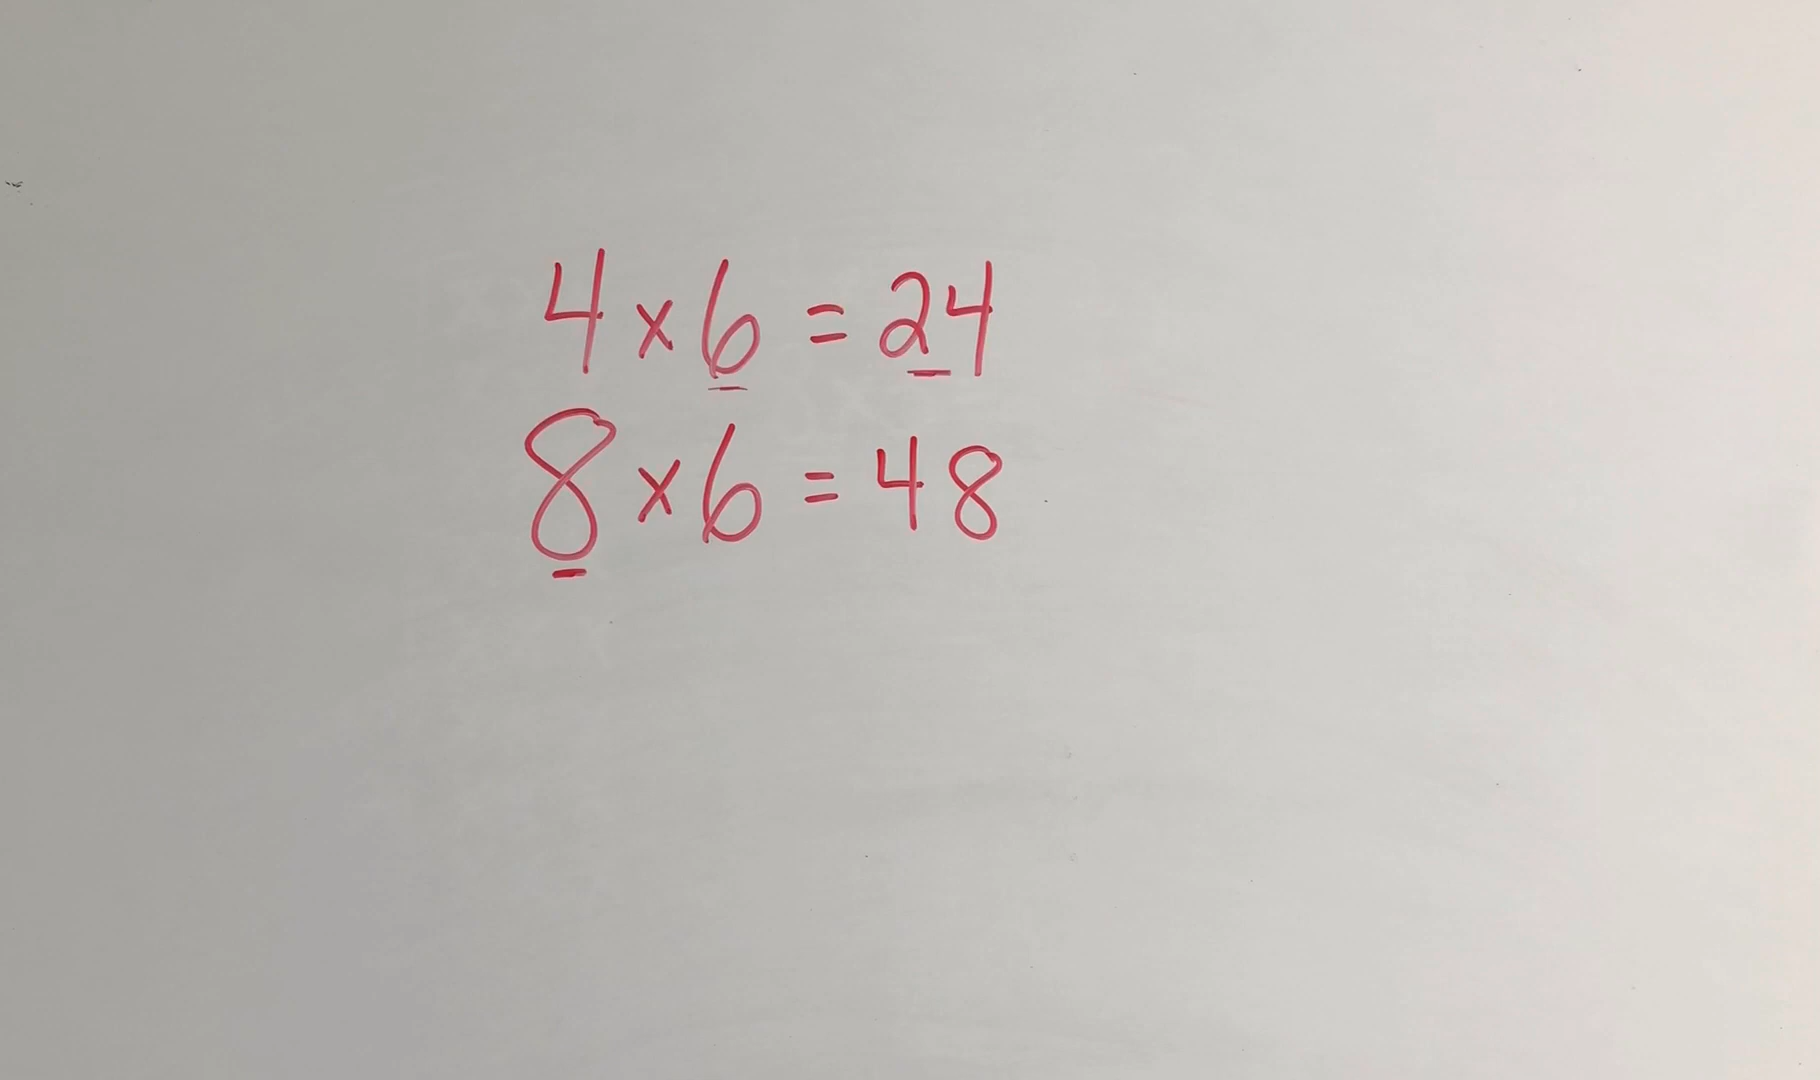 4 x 6 = 24
8 x 6 = 48